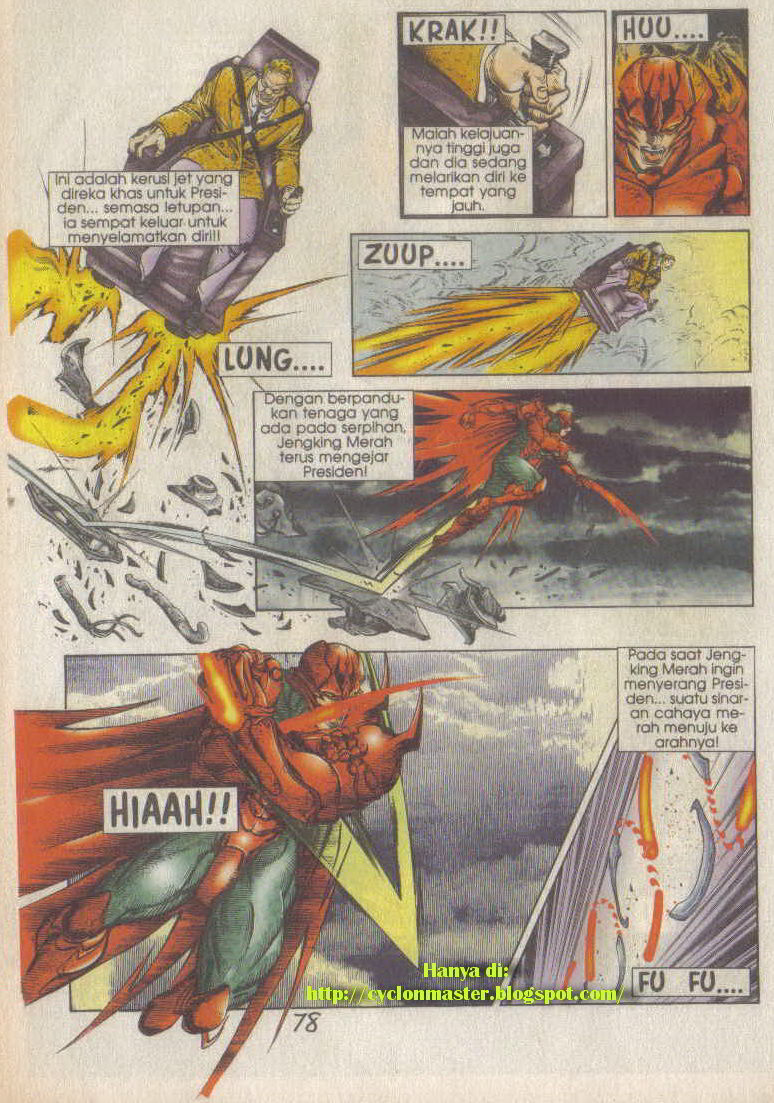 Ini adalah kerusi jet yang
direka khas untuk Presi-
den... semasa letupan...
ia sempat keluar untuk
menyelamatkan diri!!
KRAK!!
Malah kelajuan-
nya tinggi juga
dan dia sedang
melarikan diri ke
tempat yang
jauh.
HUU....
ZUUP....
LUNG....
Dengan berpandu-
kan tenaga yang
ada pada serpihan,
Jengking Merah
terus mengejar
Presiden!
HIAAH!!
Pada saat Jeng-
king Merah ingin
menyerang Presi-
den... suatu sinar-
an cahaya me-
rah menuju ke
arahnya!
FU FU....
Hanya di:
http://cyclonmaster.blogspot.com/
78